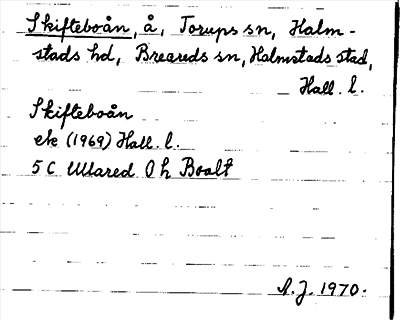 Skifteboån, å, Torups sn, Halm-
stads hd, Breareds sn, Halmstads stad,
Hall. l.
Skifteboån
ek (1969) Hall. l.
5 C Ullared O h Boalt
A.J. 1970.